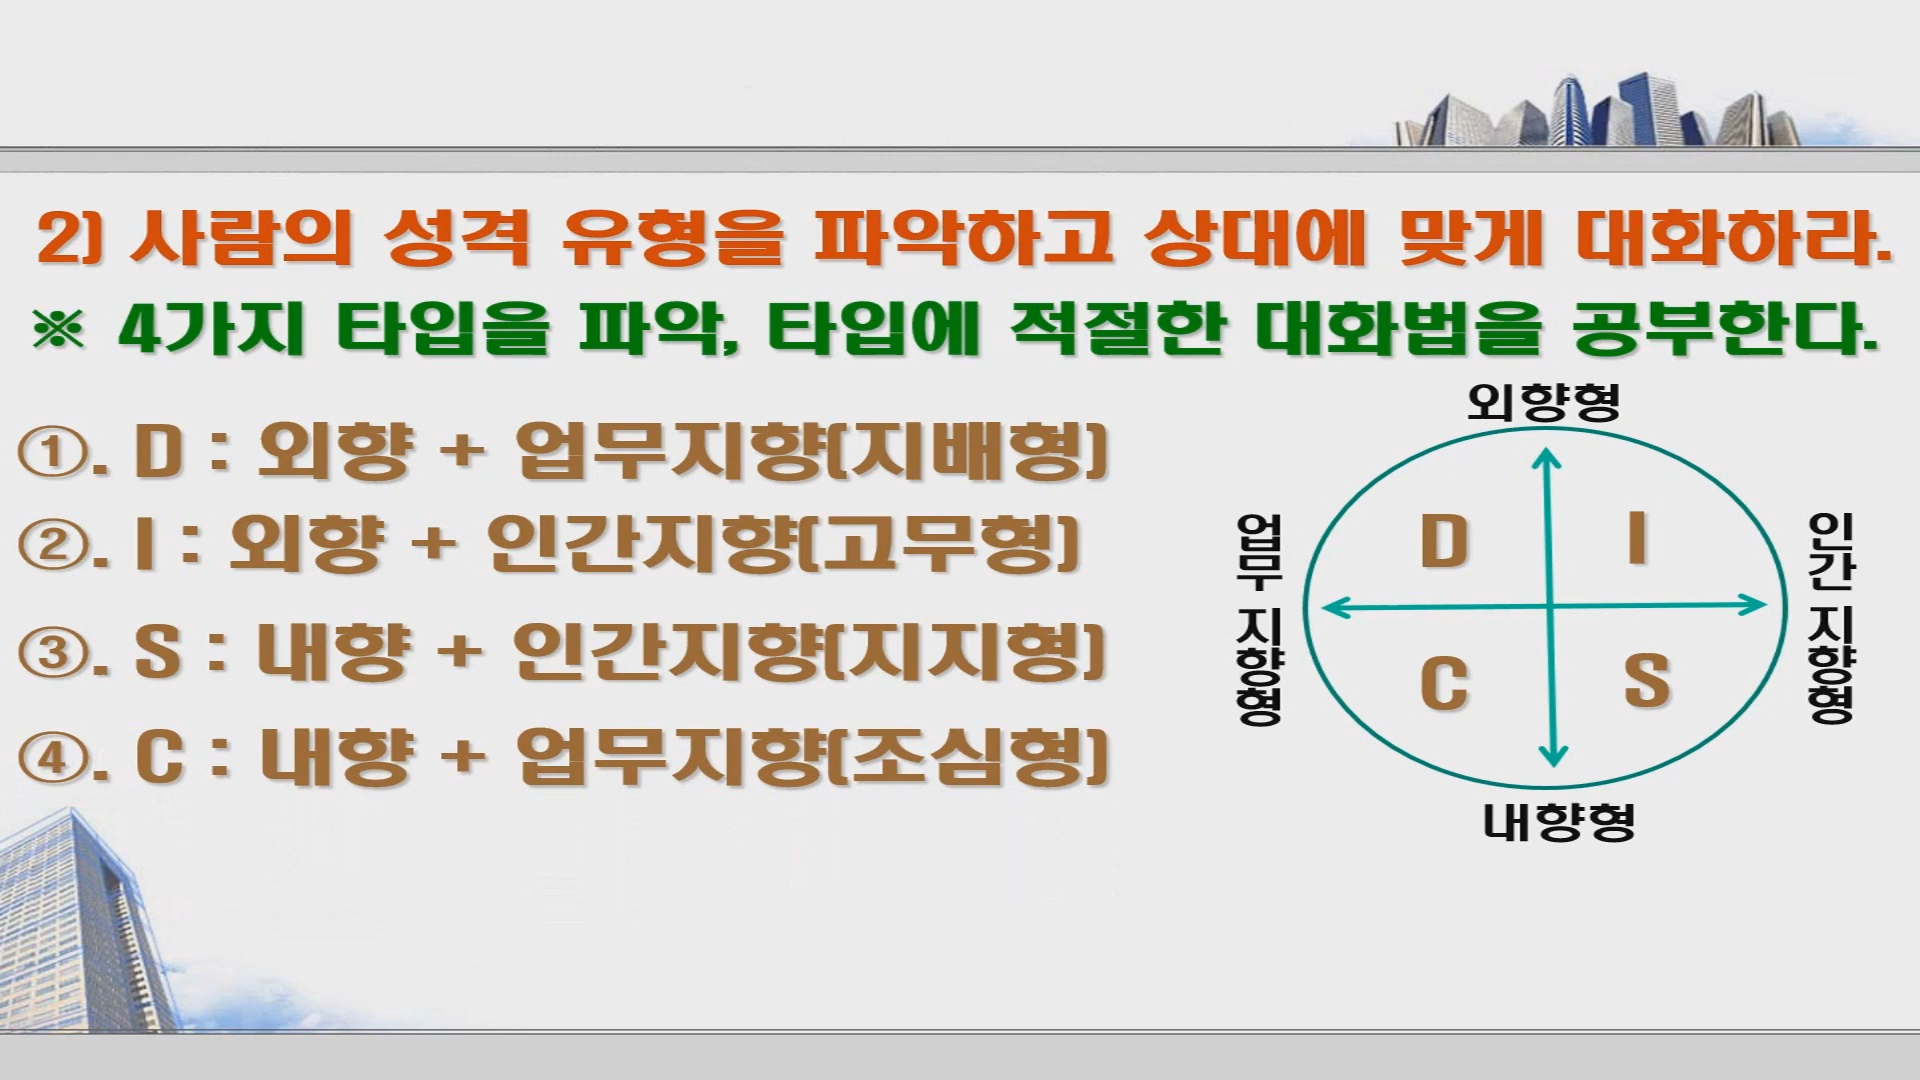 2) 사람의 성격 유형을 파악하고 상대에 맞게 대화하라.
※ 4가지 타입을 파악, 타입에 적절한 대화법을 공부한다.
①. D : 외향 + 업무지향(지배형)
②. I : 외향 + 인간지향(고무형)
③. S : 내향 + 인간지향(지지형)
④. C : 내향 + 업무지향(조심형)
외향형
업무 지향형
D
I
인간 지향형
C
S
내향형